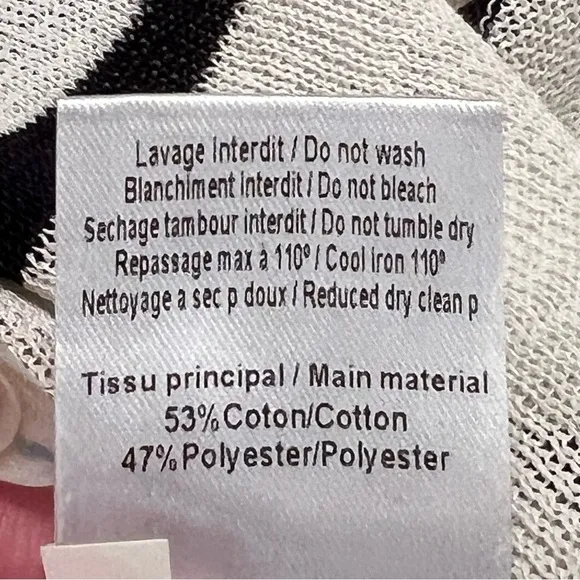 Lavage Interdit / Do not wash
Blanchiment interdit / Do not bleach
Sechage tambour interdit / Do not tumble dry
Repassage max à 110º / Cool iron 110º
Nettoyage a sec p doux / Reduced dry clean p
Tissu principal / Main material
53% Coton/Cotton
47% Polyester/Polyester